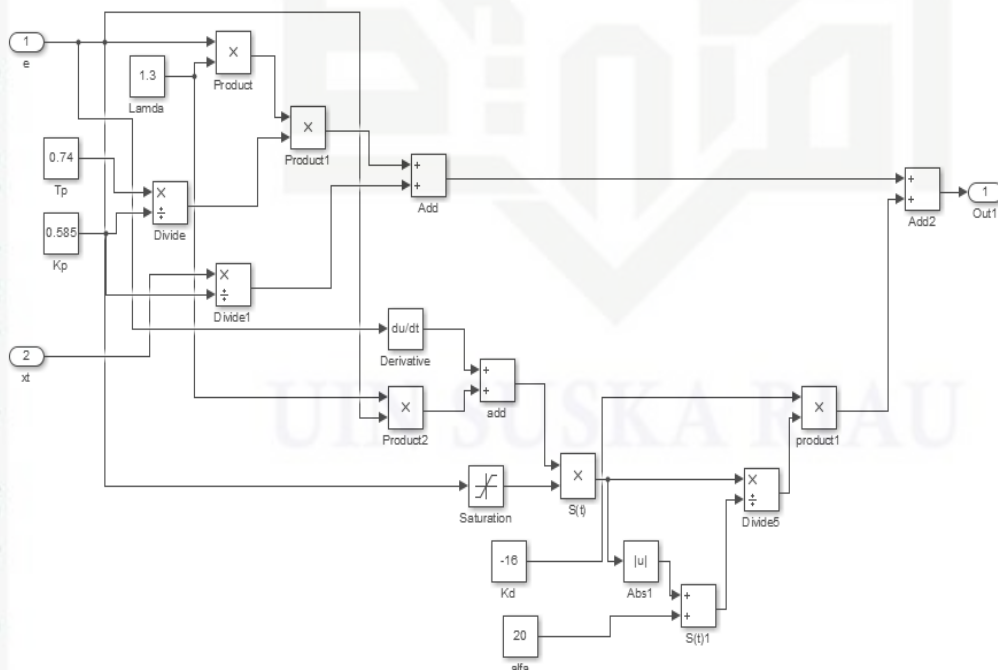 1
e
1.3
Lamda
×
Product
×
Product1
0.74
Tp
0.585
Kp
×
÷
Divide
×
÷
Divide1
+
+
Add
+
+
Add2
1
Out1
2
xt
du/dt
Derivative
×
Product2
+
+
add
×
product1
UIN SUSKA RIAU
Saturation
×
S(t)
×
÷
Divide5
-16
Kd
|u|
Abs1
+
+
S(t)1
20
alfa